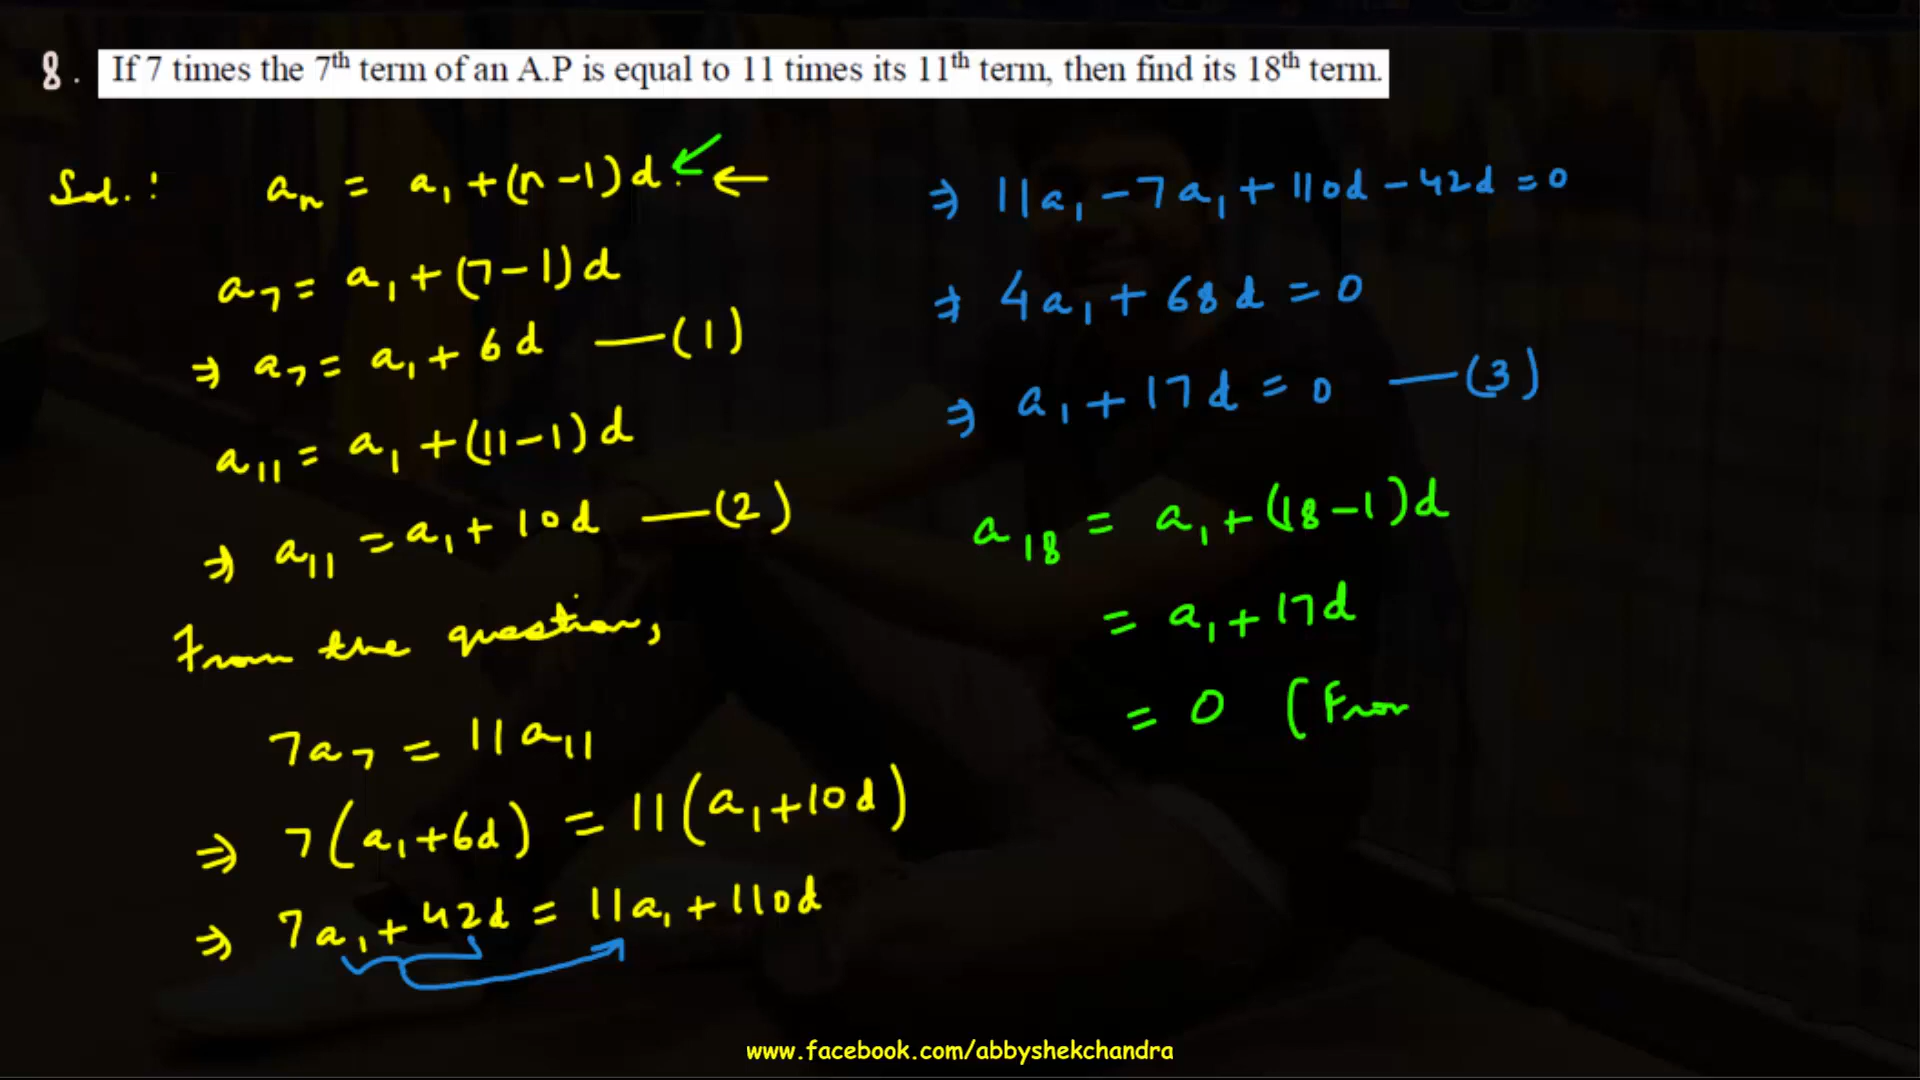 8. If 7 times the 7th term of an A.P is equal to 11 times its 11th term, then find its 18th term.
Sol.: aₙ = a₁ + (n-1)d.
a₇ = a₁ + (7-1)d
⇒ a₇ = a₁ + 6d —(1)
a₁₁ = a₁ + (11-1)d
⇒ a₁₁ = a₁ + 10d —(2)
From the question,
7a₇ = 11a₁₁
⇒ 7(a₁+6d) = 11(a₁+10d)
⇒ 7a₁ + 42d = 11a₁ + 110d
⇒ 11a₁ - 7a₁ + 110d - 42d = 0
⇒ 4a₁ + 68d = 0
⇒ a₁ + 17d = 0 —(3)
a₁₈ = a₁ + (18-1)d
= a₁ + 17d
= 0 (From
www.facebook.com/abbyshekchandra